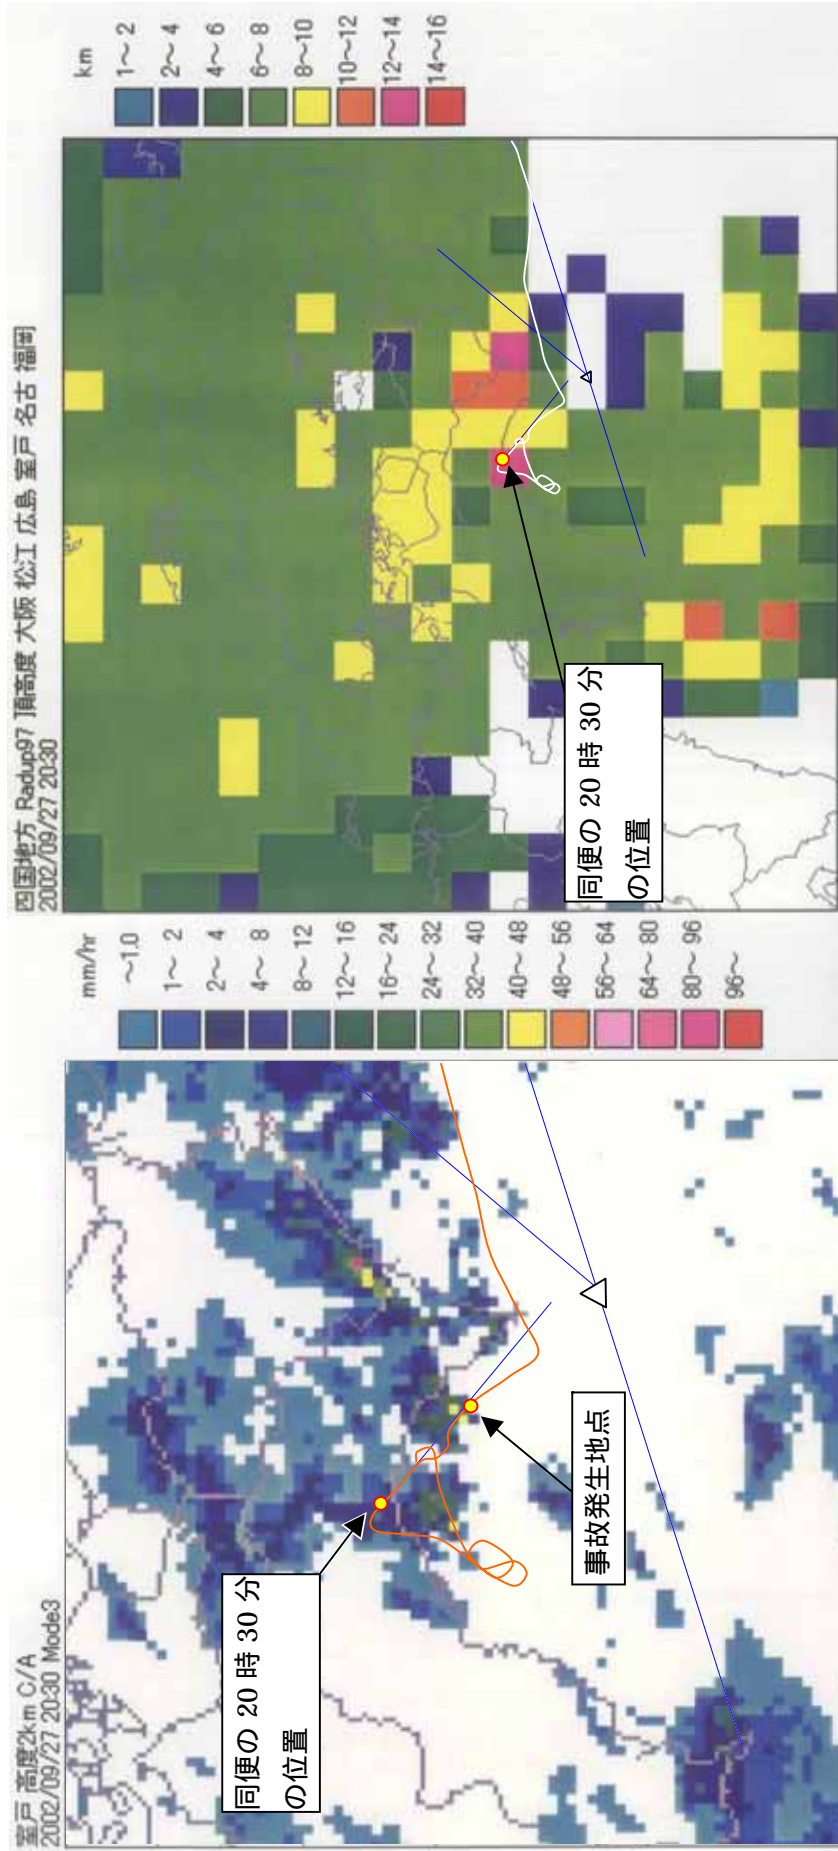 室戸 高度2km C/A
2002/09/27 20:30 Mode3
mm/hr
～1.0
1～ 2
2～ 4
4～ 8
8～12
12～16
16～24
24～32
32～40
40～48
48～56
56～64
64～80
80～96
96～
同便の 20 時 30 分
の位置
事故発生地点
四国地方 Radup97 頂高度 大阪 松江 広島 室戸 名古 福岡
2002/09/27 20:30
km
1～ 2
2～ 4
4～ 6
6～ 8
8～10
10～12
12～14
14～16
同便の 20 時 30 分
の位置